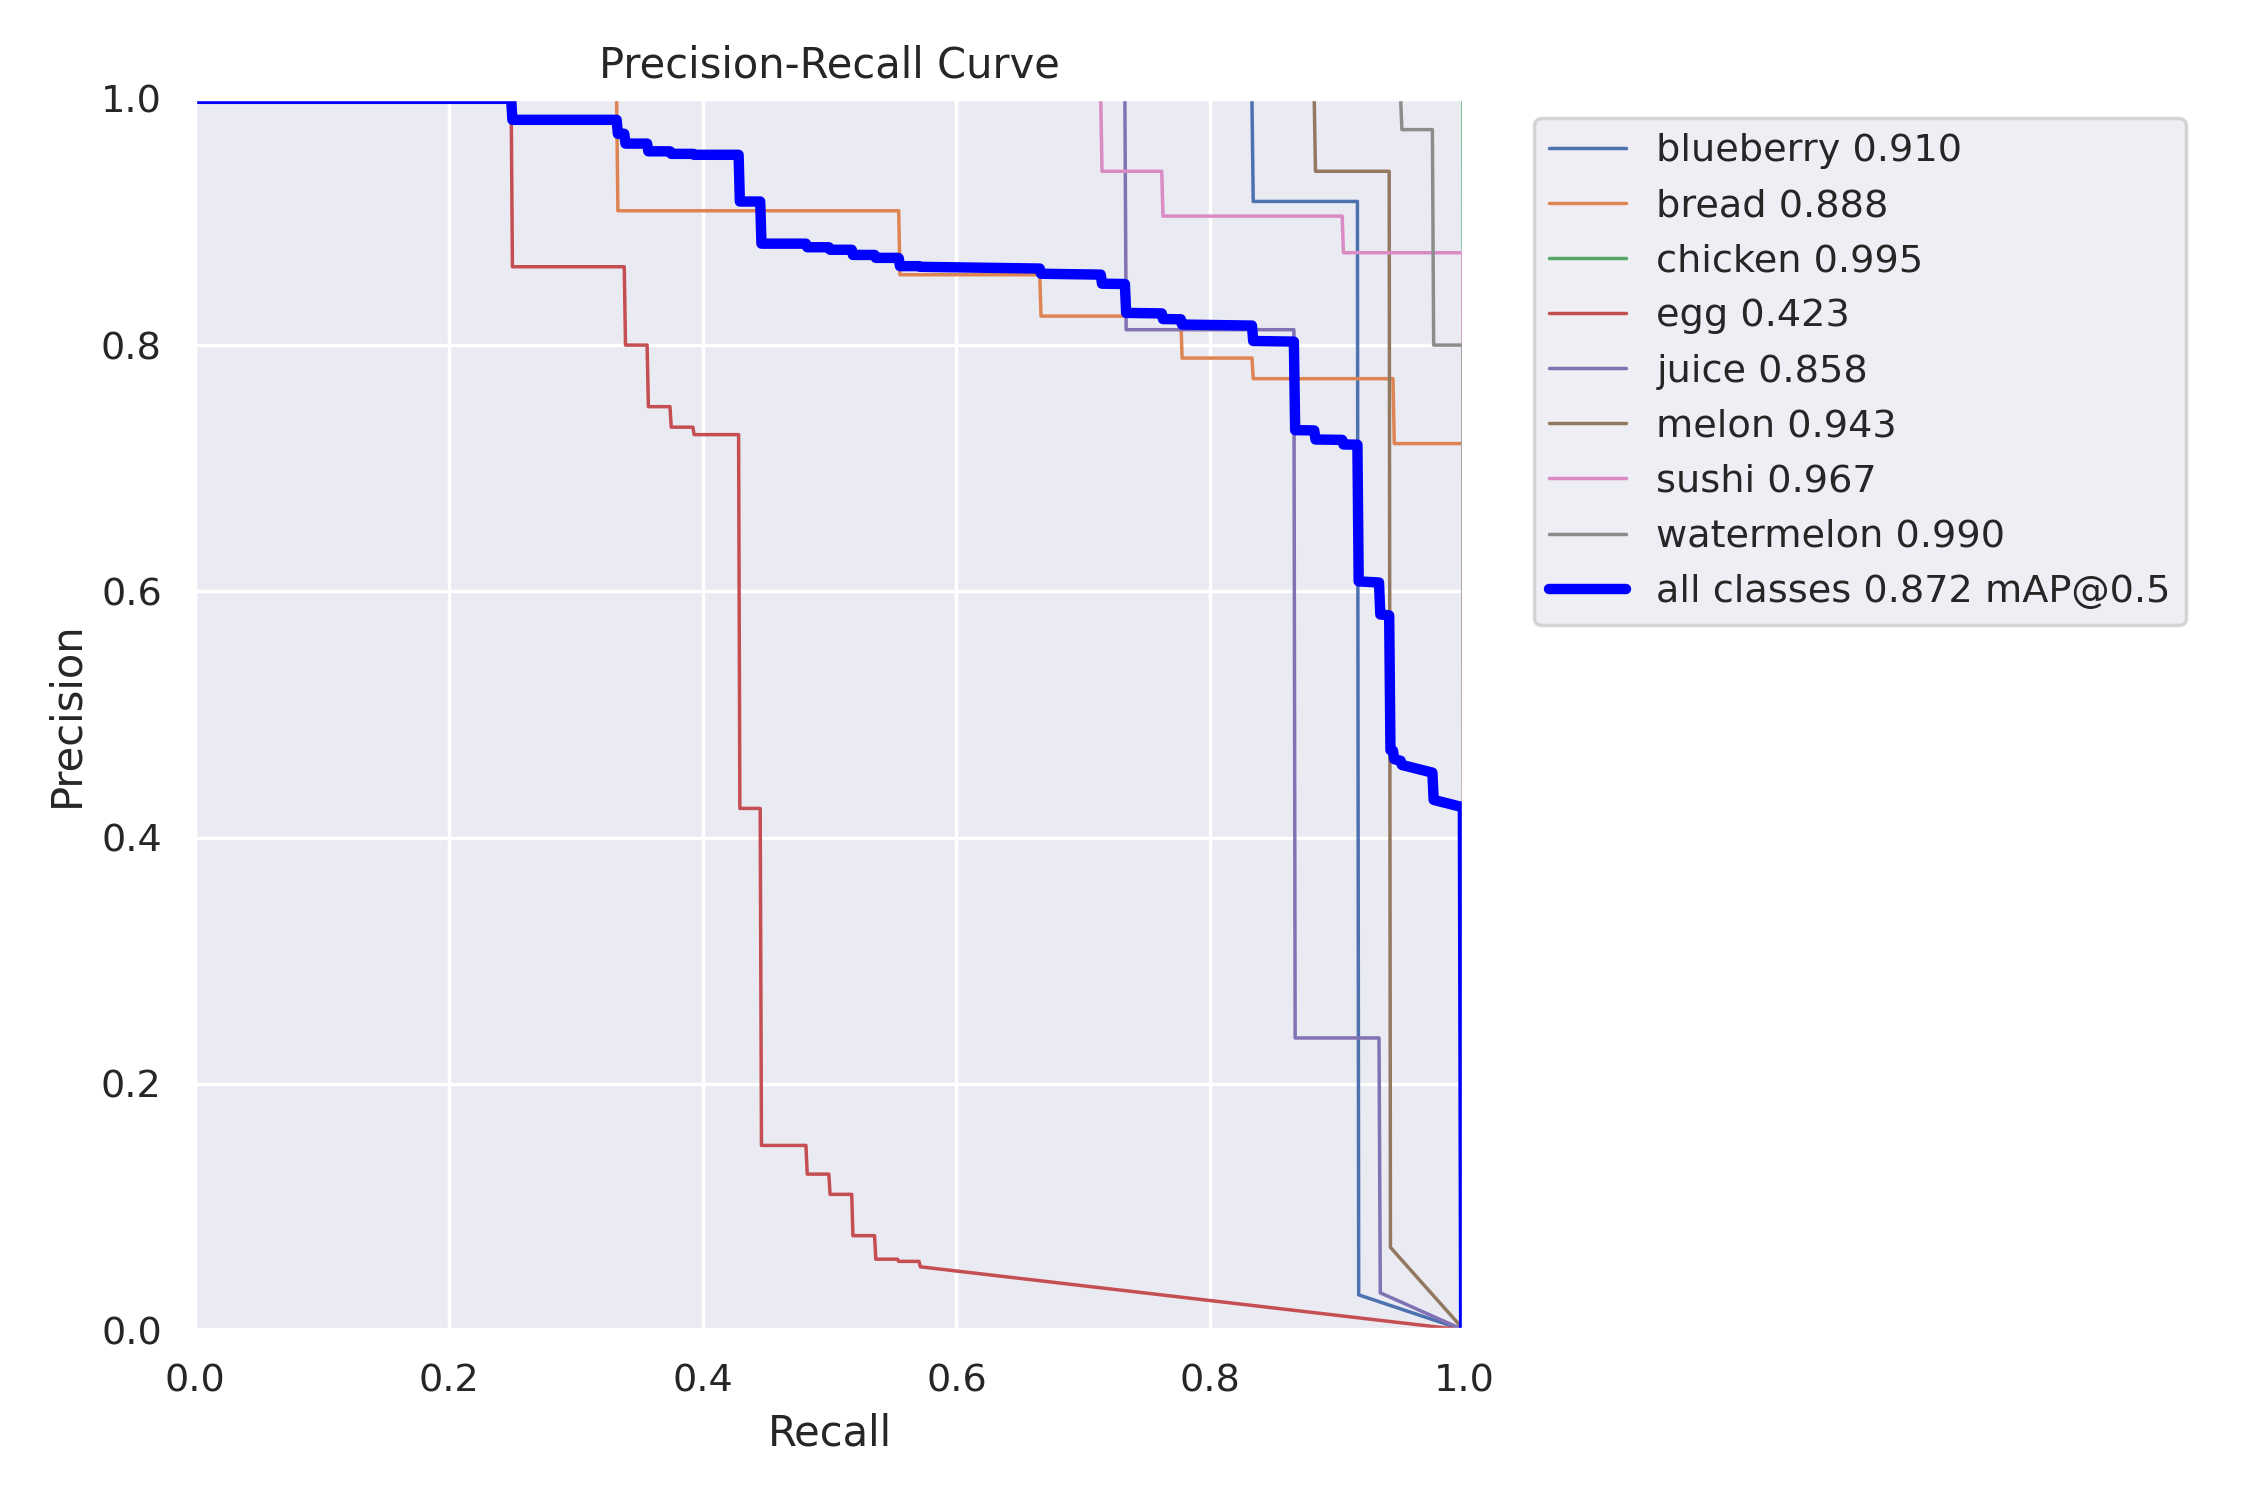 Precision-Recall Curve
1.0
0.8
0.6
0.4
0.2
0.0
Precision
0.0 0.2 0.4 0.6 0.8 1.0
Recall
blueberry 0.910
bread 0.888
chicken 0.995
egg 0.423
juice 0.858
melon 0.943
sushi 0.967
watermelon 0.990
all classes 0.872 mAP@0.5